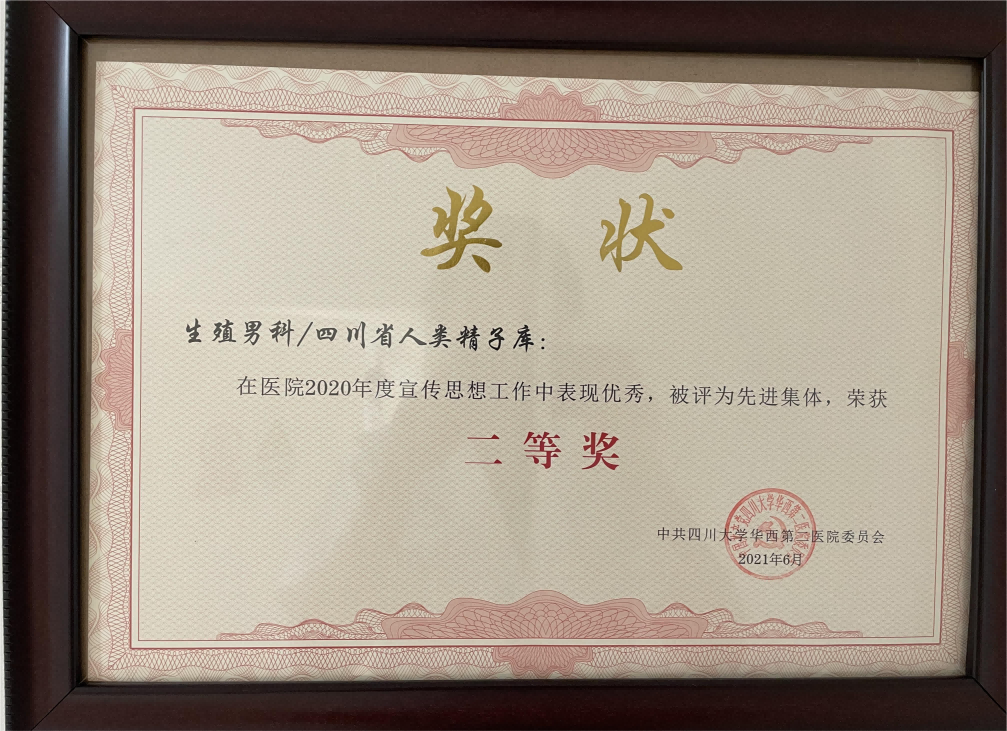 奖 状
生殖男科/四川省人类精子库：
在医院2020年度宣传思想工作中表现优秀，被评为先进集体，荣获
二等奖
中共四川大学华西第二医院委员会
2021年6月